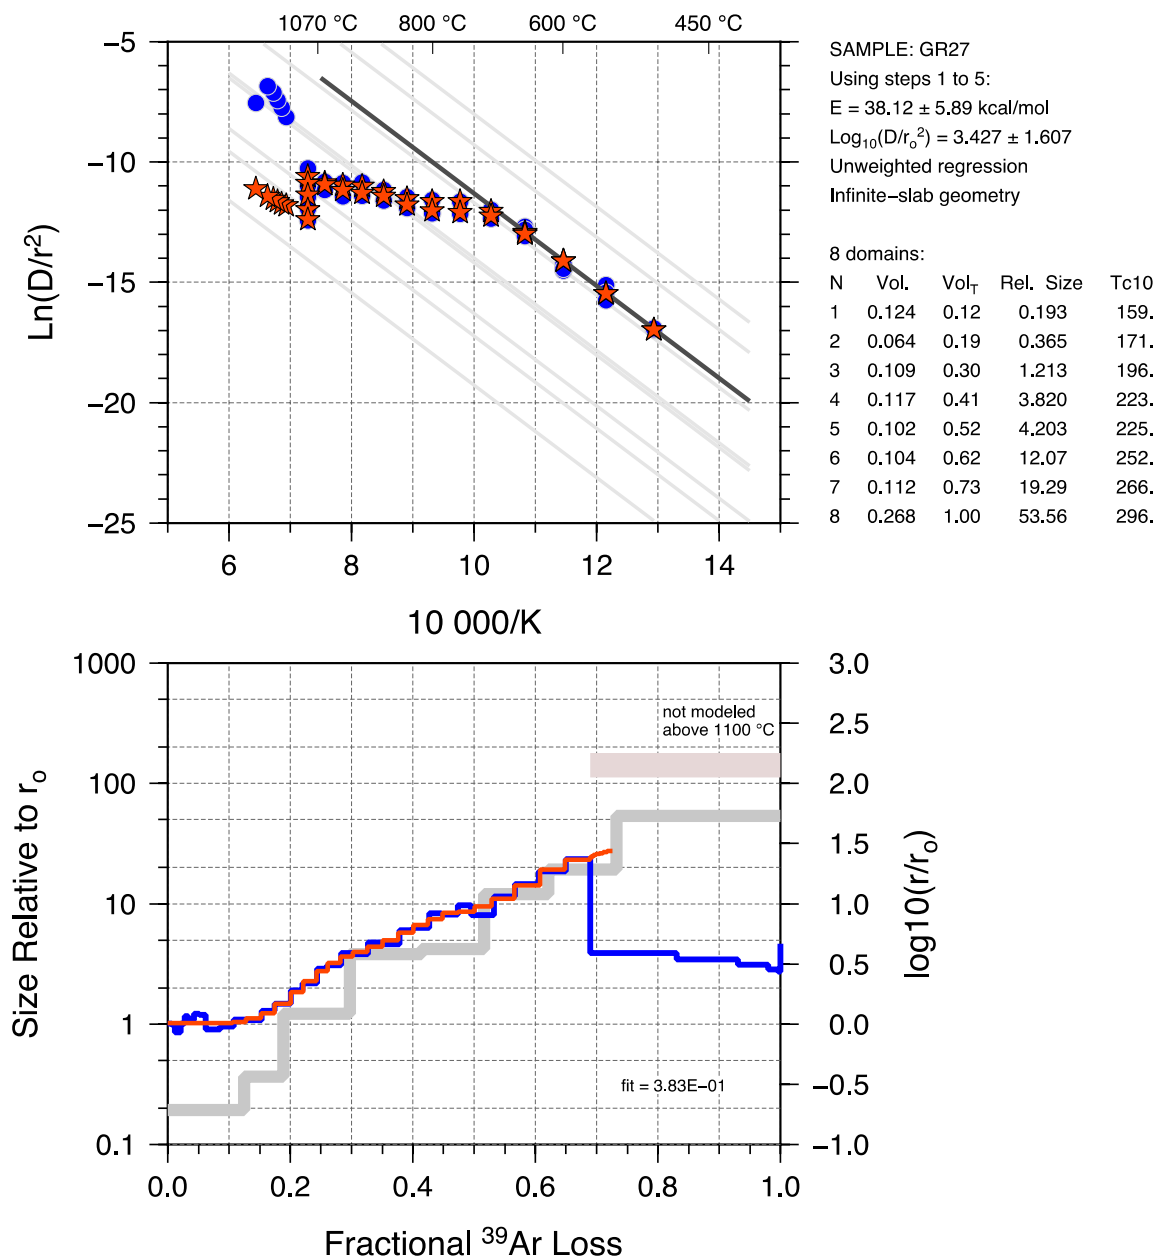 1070 °C 800 °C 600 °C 450 °C
−5
−10
−15
−20
−25
Ln(D/r²)
6 8 10 12 14
10 000/K
SAMPLE: GR27
Using steps 1 to 5:
E = 38.12 ± 5.89 kcal/mol
Log₁₀(D/rₒ²) = 3.427 ± 1.607
Unweighted regression
Infinite−slab geometry
8 domains:
N Vol. Vol_T Rel. Size Tc10
1 0.124 0.12 0.193 159.
2 0.064 0.19 0.365 171.
3 0.109 0.30 1.213 196.
4 0.117 0.41 3.820 223.
5 0.102 0.52 4.203 225.
6 0.104 0.62 12.07 252.
7 0.112 0.73 19.29 266.
8 0.268 1.00 53.56 296.
1000
100
10
1
0.1
Size Relative to rₒ
not modeled
above 1100 °C
fit = 3.83E−01
3.0
2.5
2.0
1.5
1.0
0.5
0.0
−0.5
−1.0
log10(r/rₒ)
0.0 0.2 0.4 0.6 0.8 1.0
Fractional ³⁹Ar Loss